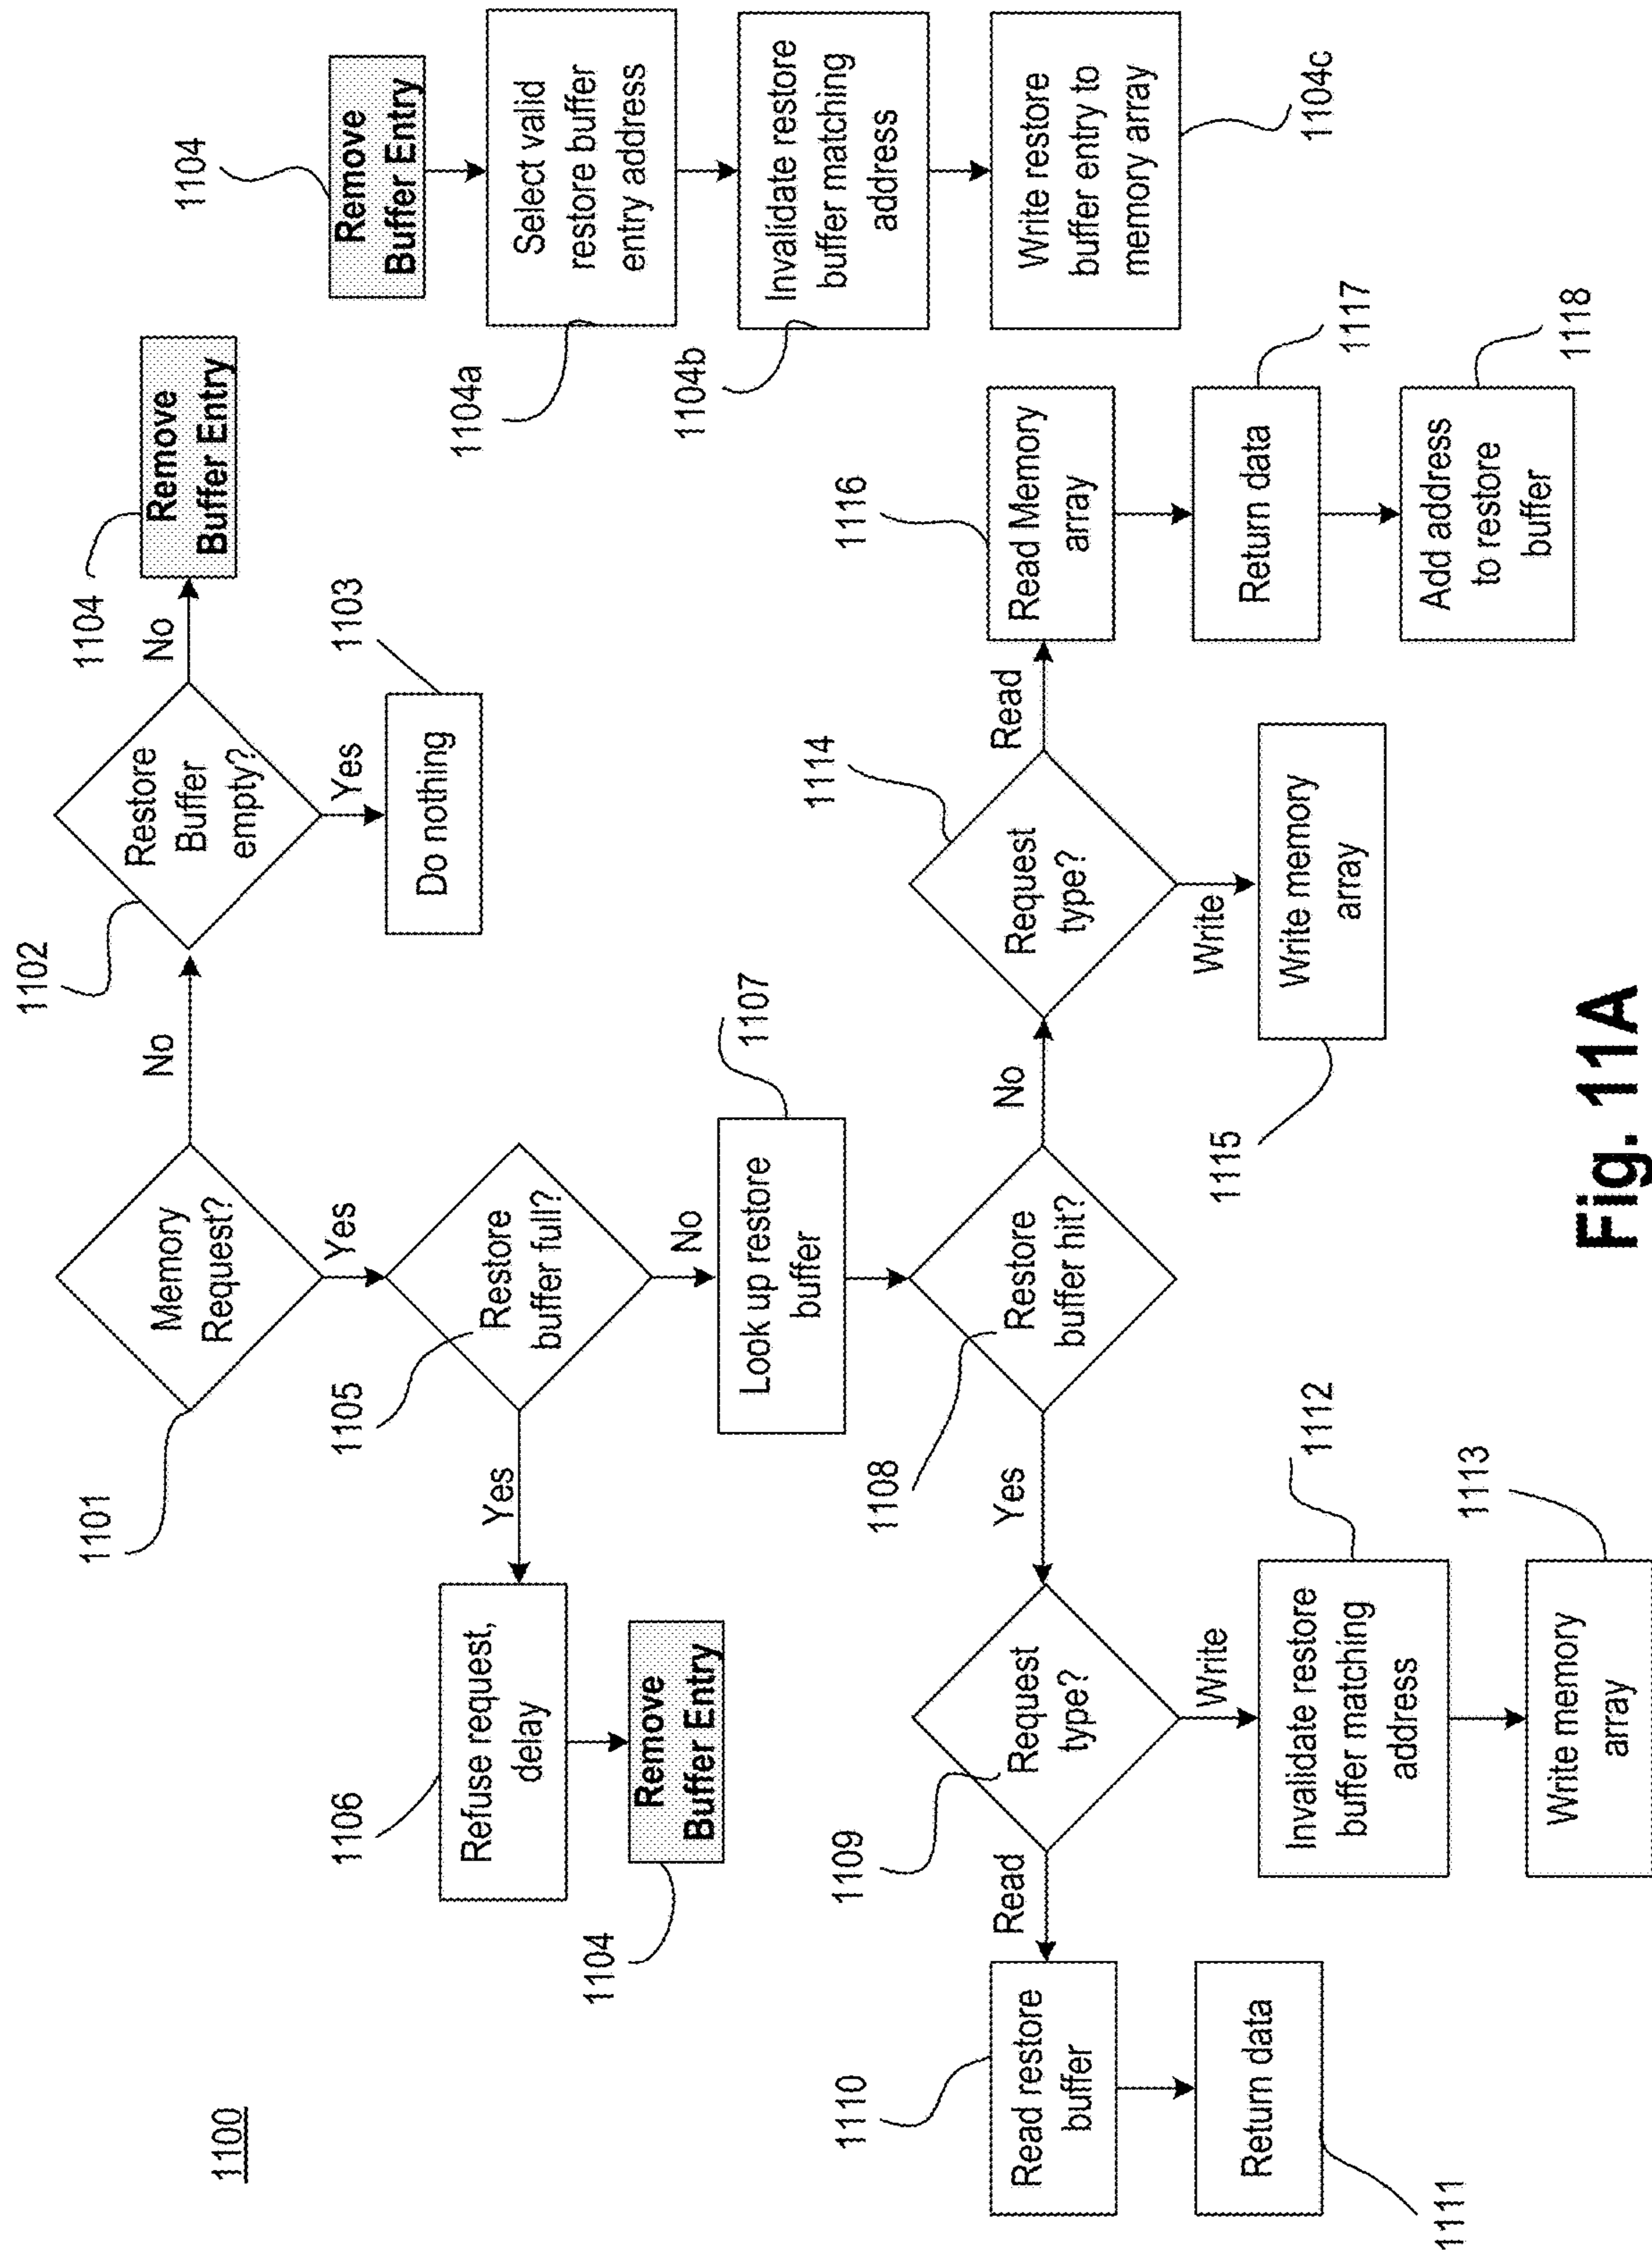 1100
1101
Memory
Request?
No
Yes
1102
Restore
Buffer
empty?
No
Yes
1103
Do nothing
1104
Remove
Buffer Entry
1105
Restore
buffer full?
Yes
No
1106
Refuse request,
delay
1104
Remove
Buffer Entry
1107
Look up restore
buffer
1108
Restore
buffer hit?
Yes
No
1109
Request
type?
Read
Write
1110
Read restore
buffer
1111
Return data
1112
Invalidate restore
buffer matching
address
1113
Write memory
array
1114
Request
type?
Read
Write
1115
Write memory
array
1116
Read Memory
array
1117
Return data
1118
Add address
to restore
buffer
1104
Remove
Buffer Entry
1104a
Select valid
restore buffer
entry address
1104b
Invalidate restore
buffer matching
address
1104c
Write restore
buffer entry to
memory array
Fig. 11A